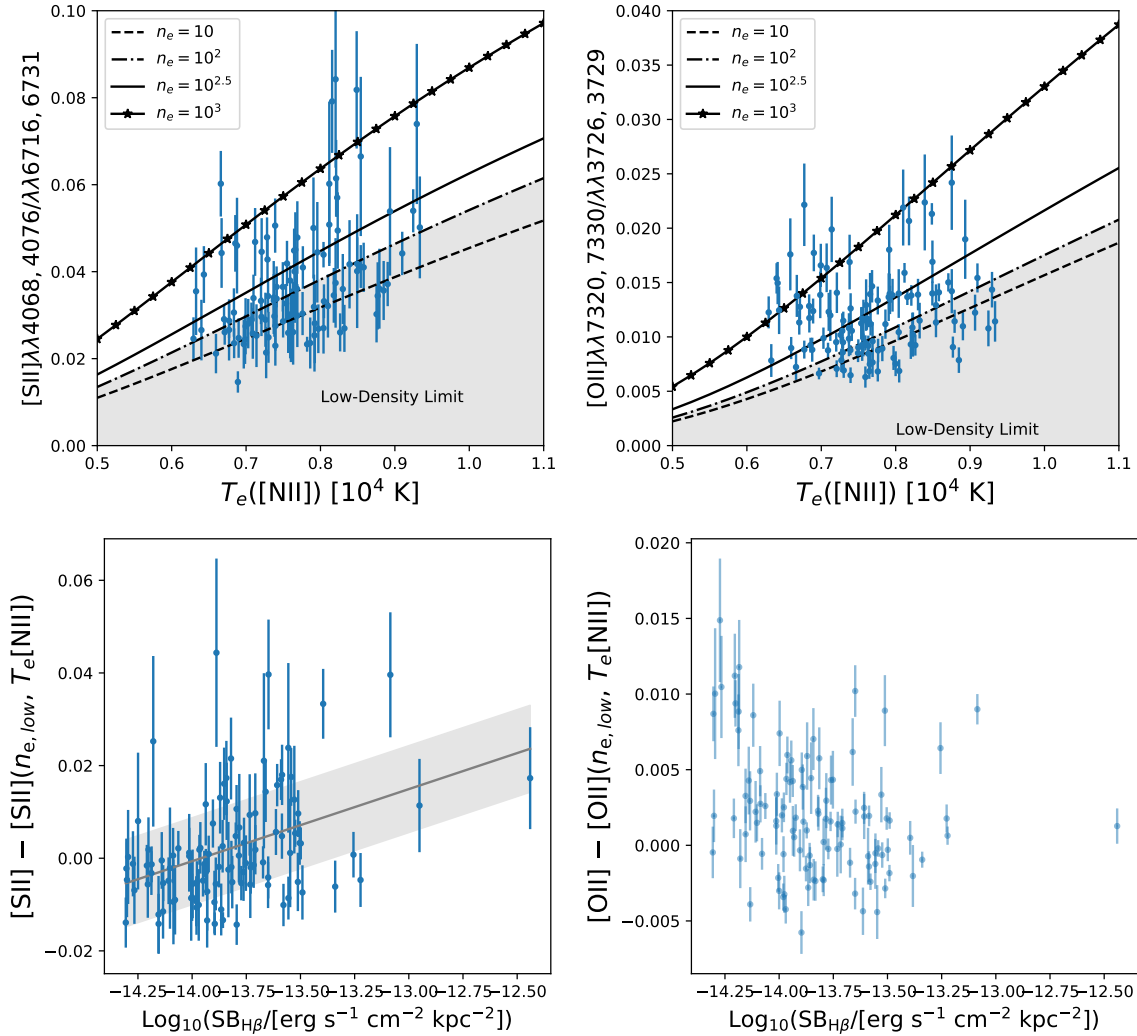 [SII]λλ4068, 4076/λλ6716, 6731
0.10
0.08
0.06
0.04
0.02
0.00
n_e = 10
n_e = 10^2
n_e = 10^2.5
n_e = 10^3
Low-Density Limit
0.5 0.6 0.7 0.8 0.9 1.0 1.1
T_e([NII]) [10^4 K]
[OII]λλ7320, 7330/λλ3726, 3729
0.040
0.035
0.030
0.025
0.020
0.015
0.010
0.005
0.000
n_e = 10
n_e = 10^2
n_e = 10^2.5
n_e = 10^3
Low-Density Limit
0.5 0.6 0.7 0.8 0.9 1.0 1.1
T_e([NII]) [10^4 K]
[SII] − [SII](n_e, low, T_e[NII])
0.06
0.04
0.02
0.00
−0.02
−14.25 −14.00 −13.75 −13.50 −13.25 −13.00 −12.75 −12.50
Log10(SB_Hβ/[erg s^−1 cm^−2 kpc^−2])
[OII] − [OII](n_e, low, T_e[NII])
0.020
0.015
0.010
0.005
0.000
−0.005
−14.25 −14.00 −13.75 −13.50 −13.25 −13.00 −12.75 −12.50
Log10(SB_Hβ/[erg s^−1 cm^−2 kpc^−2])